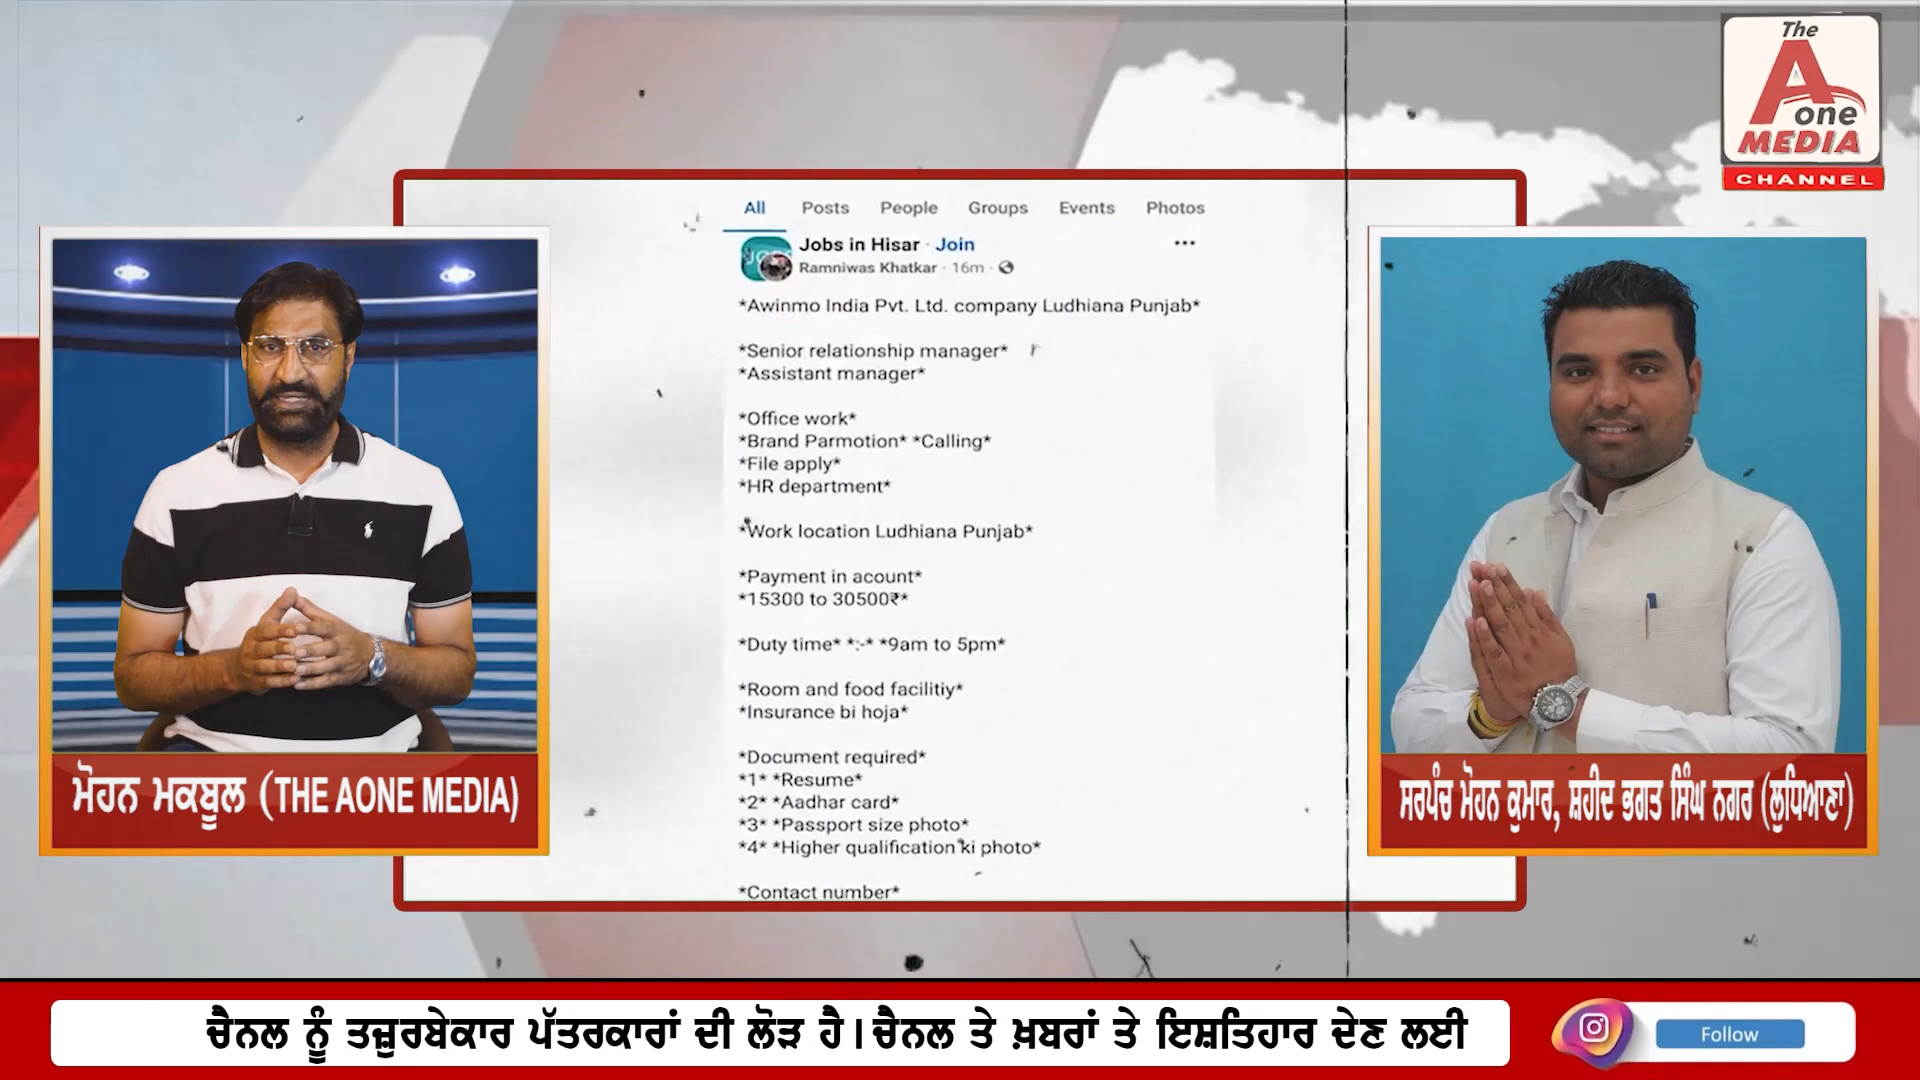 The
A one
MEDIA
CHANNEL
All Posts People Groups Events Photos
Jobs in Hisar · Join
Ramniwas Khatkar · 16m ·
*Awinmo India Pvt. Ltd. company Ludhiana Punjab*
*Senior relationship manager*
*Assistant manager*
*Office work*
*Brand Parmotion* *Calling*
*File apply*
*HR department*
*Work location Ludhiana Punjab*
*Payment in acount*
*15300 to 30500₹*
*Duty time* *:-* *9am to 5pm*
*Room and food facilitiy*
*Insurance bi hoja*
*Document required*
*1* *Resume*
*2* *Aadhar card*
*3* *Passport size photo*
*4* *Higher qualification ki photo*
*Contact number*
ਮੋਹਨ ਮਕਬੂਲ (THE AONE MEDIA)
ਸਰਪੰਚ ਮੋਹਨ ਕੁਮਾਰ, ਸ਼ਹੀਦ ਭਗਤ ਸਿੰਘ ਨਗਰ (ਲੁਧਿਆਣਾ)
ਚੈਨਲ ਨੂੰ ਤਜ਼ੁਰਬੇਕਾਰ ਪੱਤਰਕਾਰਾਂ ਦੀ ਲੋੜ ਹੈ। ਚੈਨਲ ਤੇ ਖ਼ਬਰਾਂ ਤੇ ਇਸ਼ਤਿਹਾਰ ਦੇਣ ਲਈ
Follow